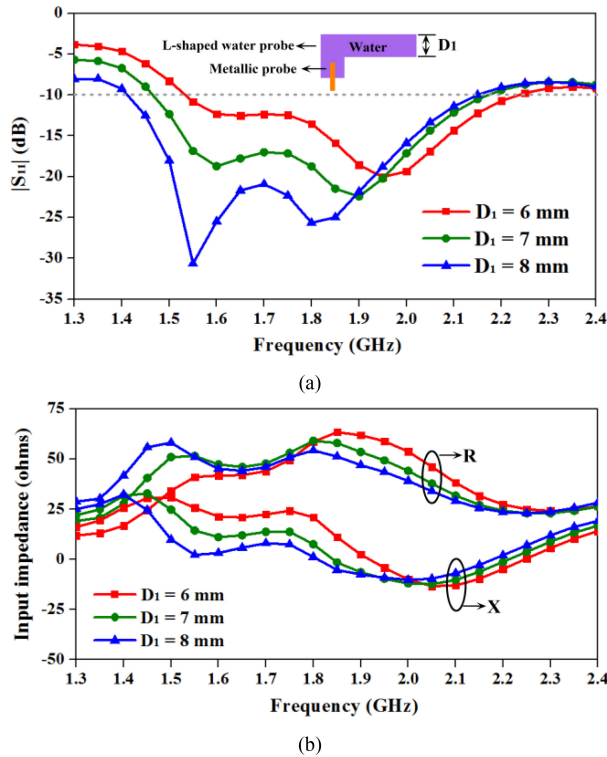 0
-5
-10
-15
-20
-25
-30
-35
|S11| (dB)
L-shaped water probe
Water
D1
Metallic probe
D1 = 6 mm
D1 = 7 mm
D1 = 8 mm
1.3 1.4 1.5 1.6 1.7 1.8 1.9 2.0 2.1 2.2 2.3 2.4
Frequency (GHz)
(a)
75
50
25
0
-25
-50
Input impedance (ohms)
R
X
D1 = 6 mm
D1 = 7 mm
D1 = 8 mm
1.3 1.4 1.5 1.6 1.7 1.8 1.9 2.0 2.1 2.2 2.3 2.4
Frequency (GHz)
(b)